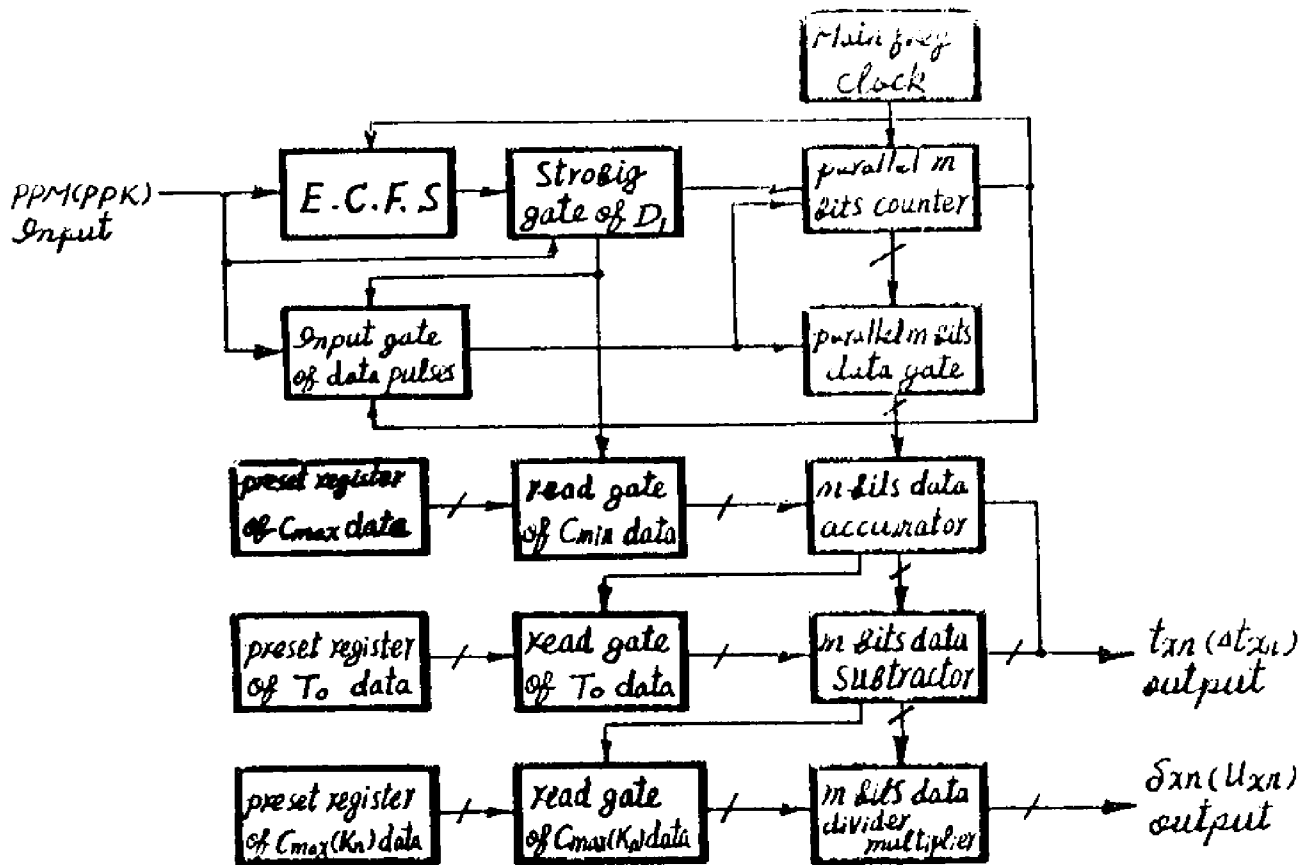 Main freq
Clock
PPM(PPK)
Input
E.C.F.S
Strobig
gate of D1
parallel m
bits counter
Input gate
of data pulses
parallel m bits
data gate
preset register
of Cmax data
read gate
of Cmin data
m bits data
accurator
preset register
of To data
read gate
of To data
m bits data
subtractor
txn(Δtxn)
output
preset register
of Cmax(Kn) data
read gate
of Cmax(Kn) data
m bits data
divider
multiplier
δxn(Uxn)
output